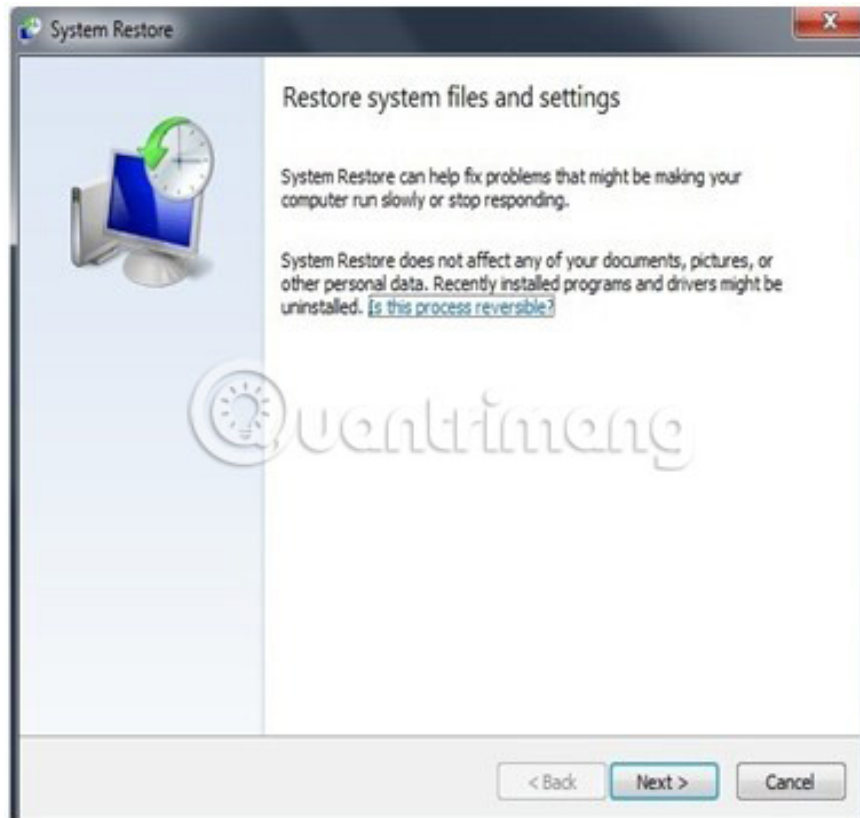 System Restore
Restore system files and settings
System Restore can help fix problems that might be making your
computer run slowly or stop responding.
System Restore does not affect any of your documents, pictures, or
other personal data. Recently installed programs and drivers might be
uninstalled. Is this process reversible?
Quantrimang
< Back
Next >
Cancel